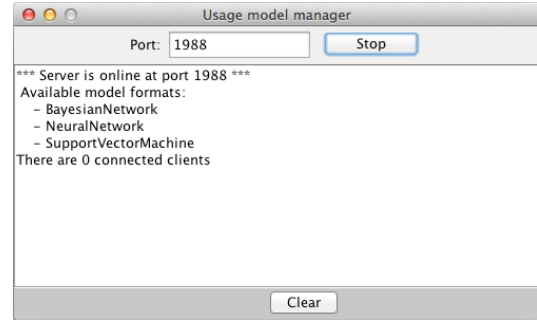 Usage model manager
Port: 1988 Stop
*** Server is online at port 1988 ***
Available model formats:
– BayesianNetwork
– NeuralNetwork
– SupportVectorMachine
There are 0 connected clients
Clear